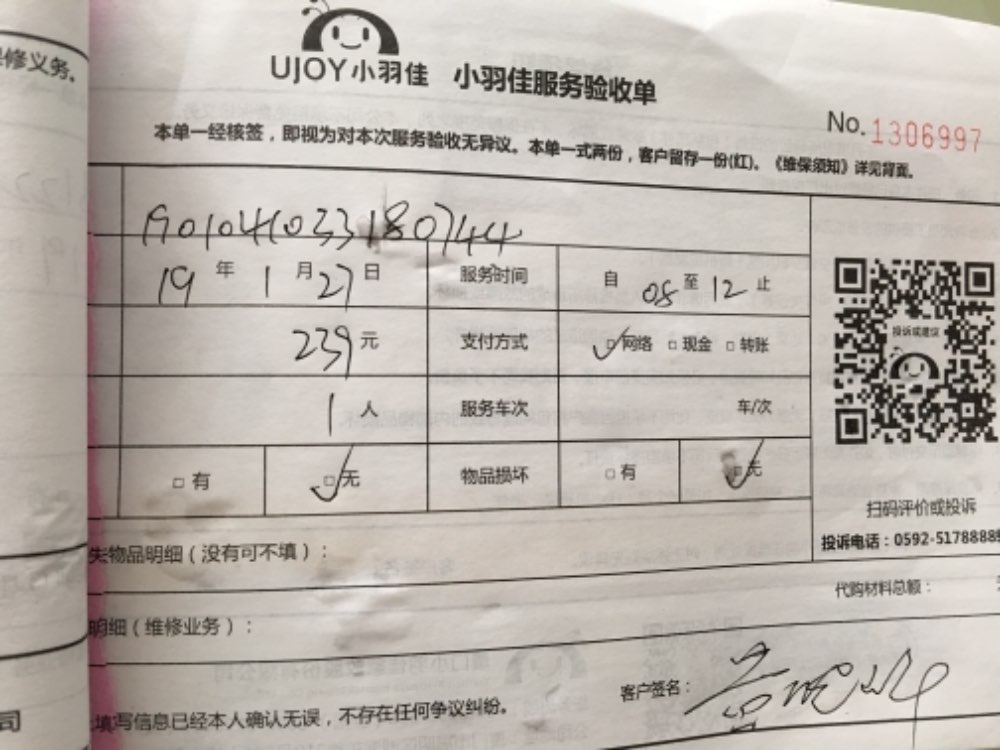 保修义务。
UJOY小羽佳 小羽佳服务验收单
No.1306997
本单一经核签，即视为对本次服务验收无异议。本单一式两份，客户留存一份(红)。《维保须知》详见背面。
1901041033180744
19 年 1 月 27 日 服务时间 自 08 至 12 止
投诉或建议
239 元 支付方式 ☑网络 □现金 □转账
1 人 服务车次 车/次
□有 ☑无 物品损坏 □有 ☑无
扫码评价或投诉
投诉电话：0592-5178888
失物品明细（没有可不填）：
代购材料总额：
明细（维修业务）：
客户签名：
填写信息已经本人确认无误，不存在任何争议纠纷。
司